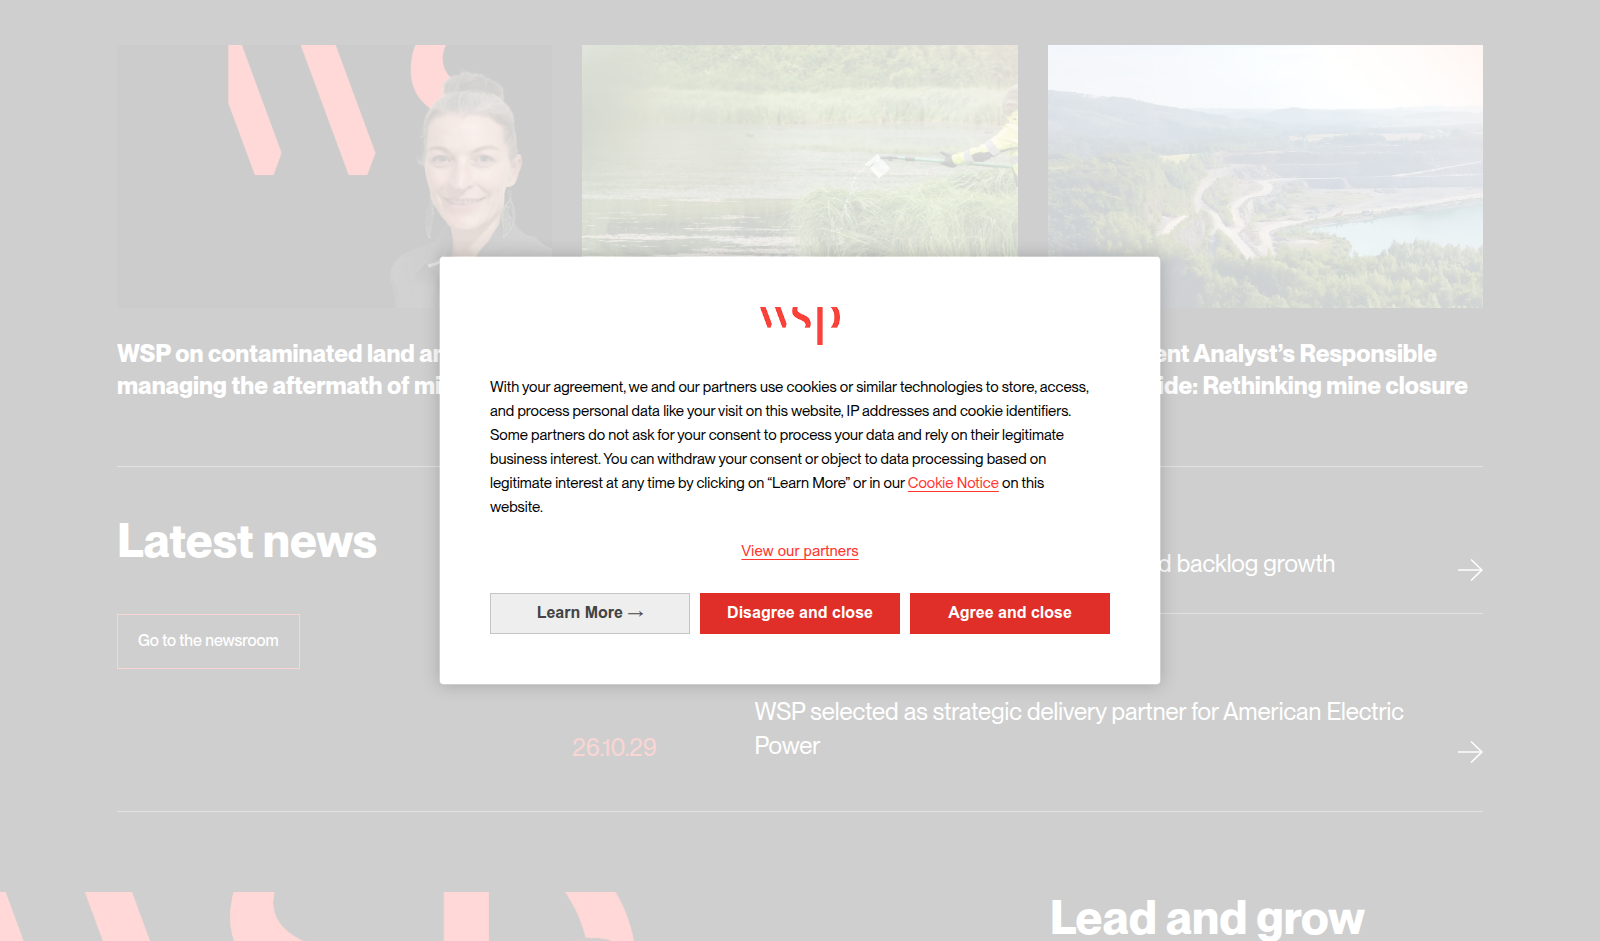 WSP on contaminated land
managing the aftermath of
ent Analyst's Responsible
ide: Rethinking mine closure
wsp
With your agreement, we and our partners use cookies or similar technologies to store, access,
and process personal data like your visit on this website, IP addresses and cookie identifiers.
Some partners do not ask for your consent to process your data and rely on their legitimate
business interest. You can withdraw your consent or object to data processing based on
legitimate interest at any time by clicking on “Learn More” or in our Cookie Notice on this
website.
View our partners
Learn More →
Disagree and close
Agree and close
Latest news
Go to the newsroom
backlog growth
26.10.29
WSP selected as strategic delivery partner for American Electric
Power
Lead and grow